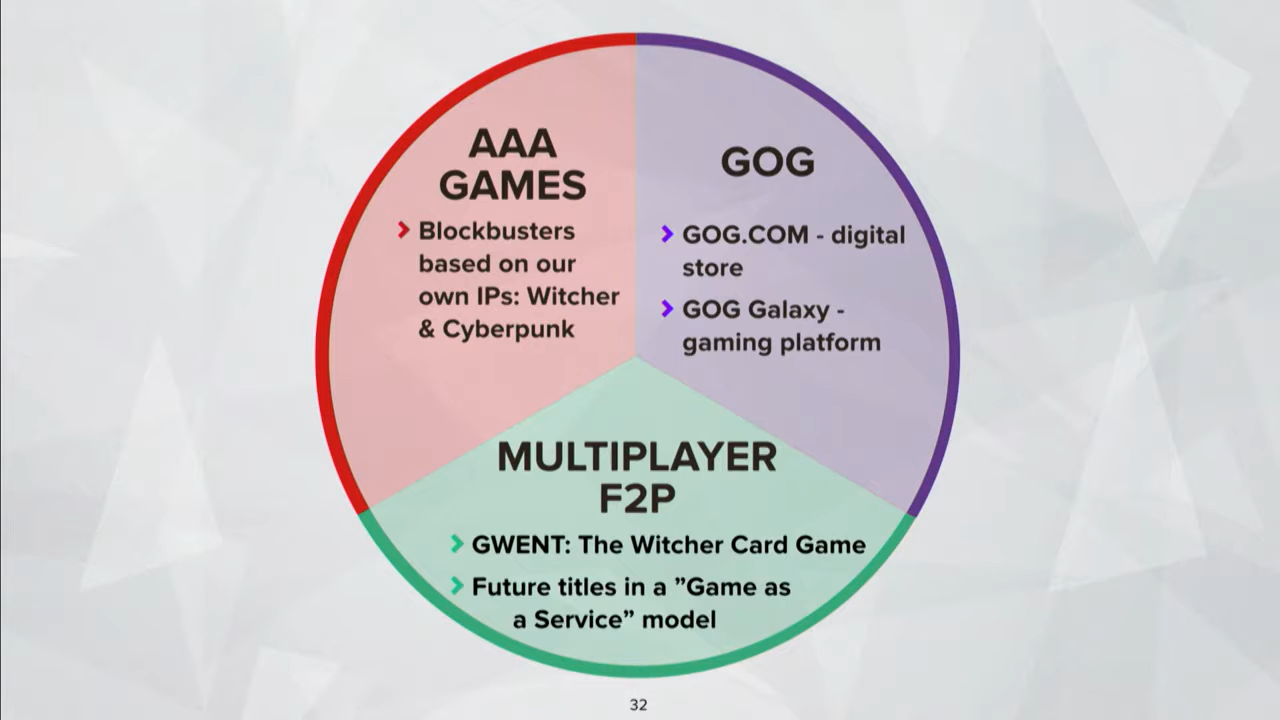 AAA
GAMES
Blockbusters
based on our
own IPs: Witcher
& Cyberpunk
GOG
GOG.COM - digital
store
GOG Galaxy -
gaming platform
MULTIPLAYER
F2P
GWENT: The Witcher Card Game
Future titles in a ”Game as
a Service” model
32